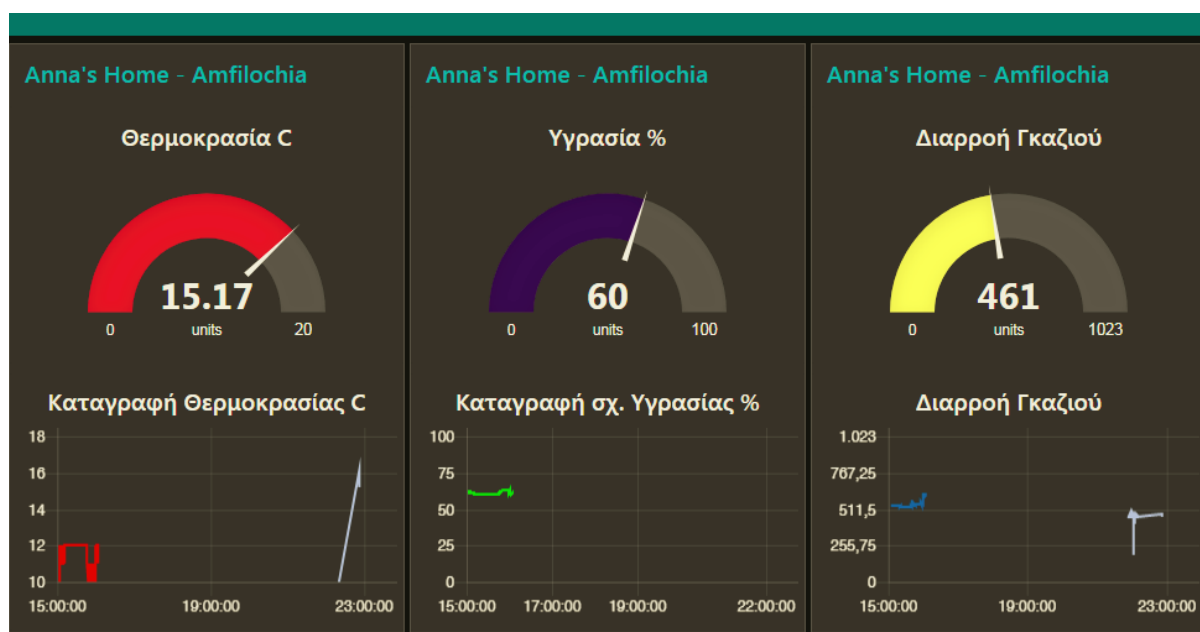 Anna's Home - Amfilochia
Θερμοκρασία C
15.17
0 units 20
Καταγραφή Θερμοκρασίας C
18
16
14
12
10
15:00:00 19:00:00 23:00:00
Anna's Home - Amfilochia
Υγρασία %
60
0 units 100
Καταγραφή σχ. Υγρασίας %
100
75
50
25
0
15:00:00 17:00:00 19:00:00 22:00:00
Anna's Home - Amfilochia
Διαρροή Γκαζιού
461
0 units 1023
Διαρροή Γκαζιού
1.023
767,25
511,5
255,75
0
15:00:00 19:00:00 23:00:00